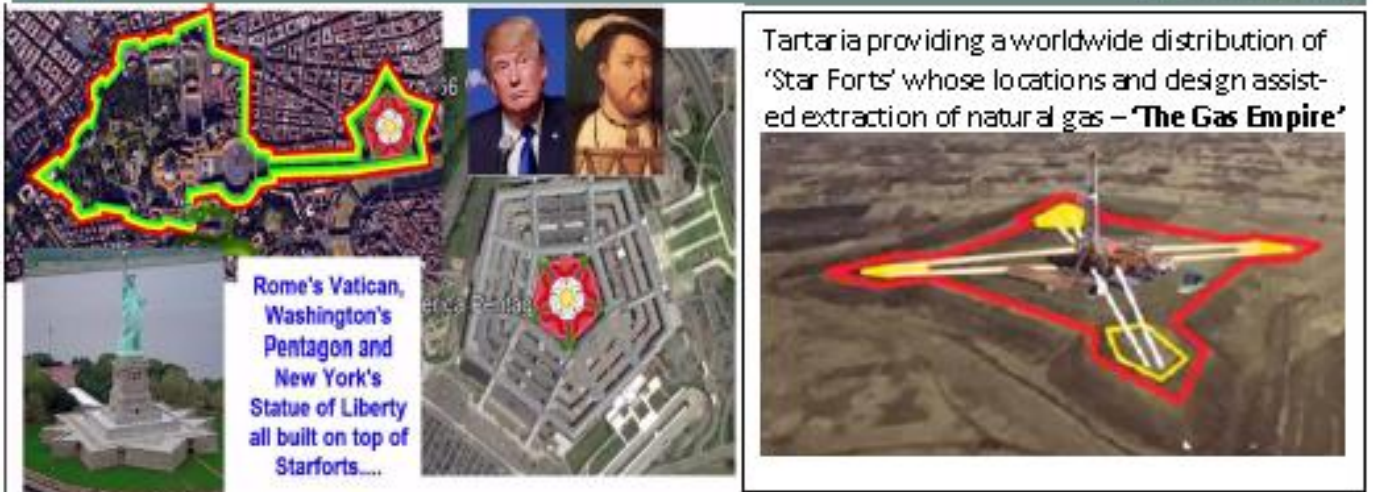 Rome's Vatican,
Washington's
Pentagon and
New York's
Statue of Liberty
all built on top of
Starforts....
Tartaria providing a worldwide distribution of
‘Star Forts’ whose locations and design assist-
ed extraction of natural gas – ‘The Gas Empire’